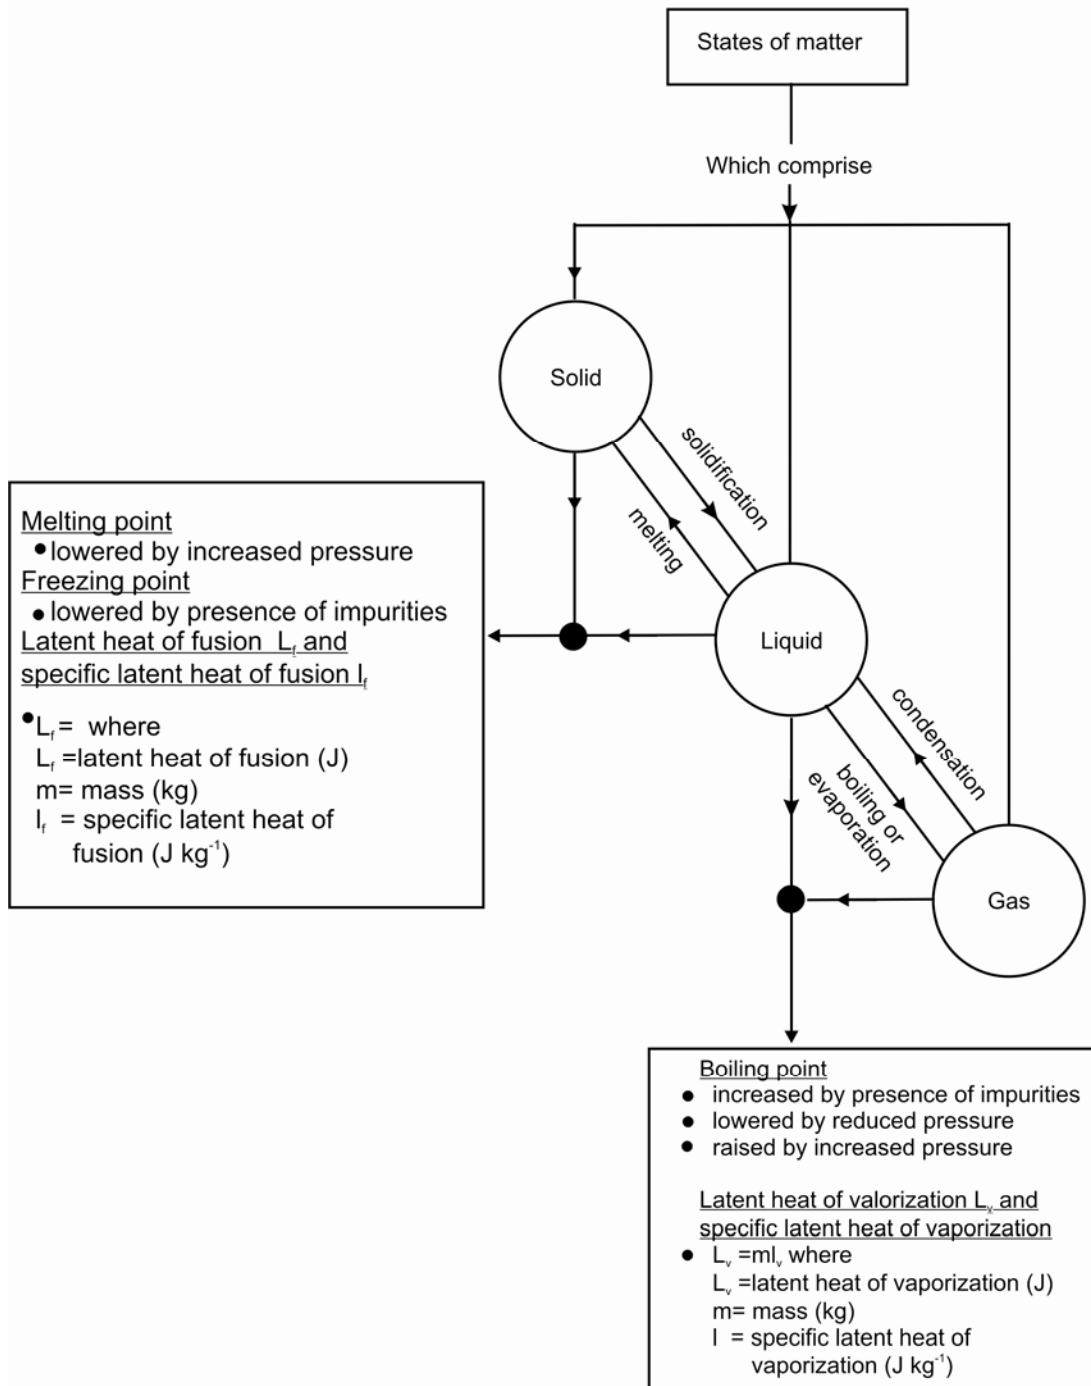 States of matter
Which comprise
Solid
solidification
melting
Melting point
● lowered by increased pressure
Freezing point
● lowered by presence of impurities
Latent heat of fusion L_f and
specific latent heat of fusion l_f
● L_f = where
L_f =latent heat of fusion (J)
m= mass (kg)
l_f = specific latent heat of
fusion (J kg⁻¹)
Liquid
condensation
boiling or
evaporation
Gas
Boiling point
● increased by presence of impurities
● lowered by reduced pressure
● raised by increased pressure
Latent heat of valorization L_v and
specific latent heat of vaporization
● L_v =ml_v where
L_v =latent heat of vaporization (J)
m= mass (kg)
l = specific latent heat of
vaporization (J kg⁻¹)